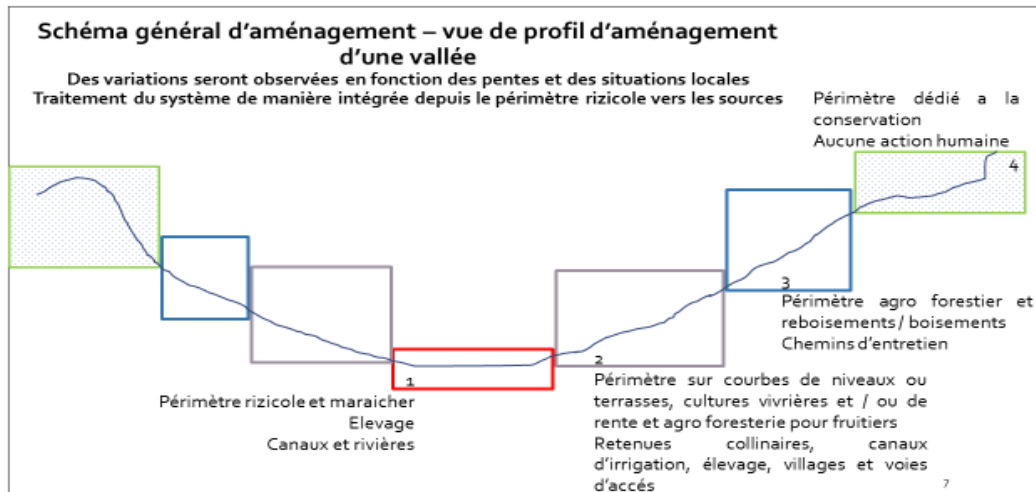 Schéma général d'aménagement – vue de profil d'aménagement
d'une vallée
Des variations seront observées en fonction des pentes et des situations locales
Traitement du système de manière intégrée depuis le périmètre rizicole vers les sources
Périmètre dédié a la
conservation
Aucune action humaine
4
3
Périmètre agro forestier et
reboisements / boisements
Chemins d'entretien
2
Périmètre sur courbes de niveaux ou
terrasses, cultures vivrières et / ou de
rente et agro foresterie pour fruitiers
Retenues collinaires, canaux
d'irrigation, élevage, villages et voies
d'accés
1
Périmètre rizicole et maraicher
Elevage
Canaux et rivières
7